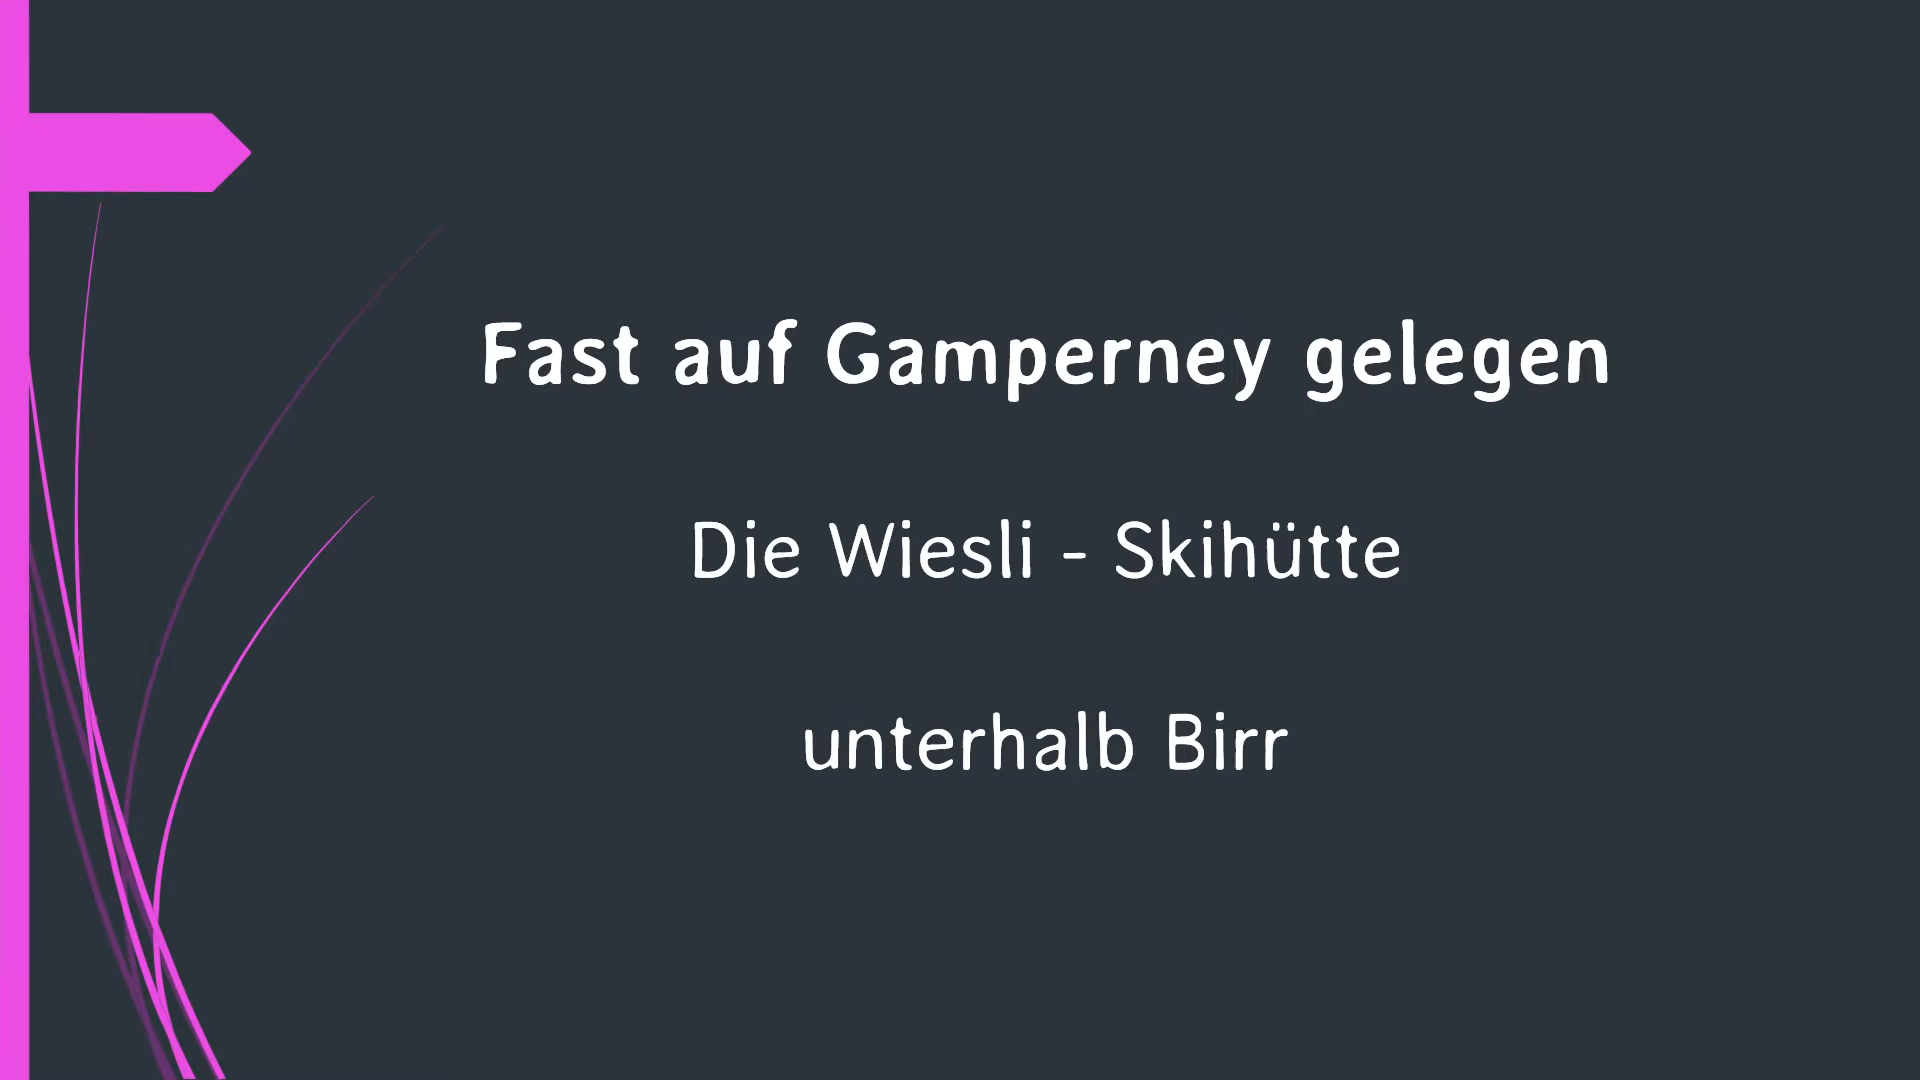 Fast auf Gamperney gelegen
Die Wiesli - Skihütte
unterhalb Birr